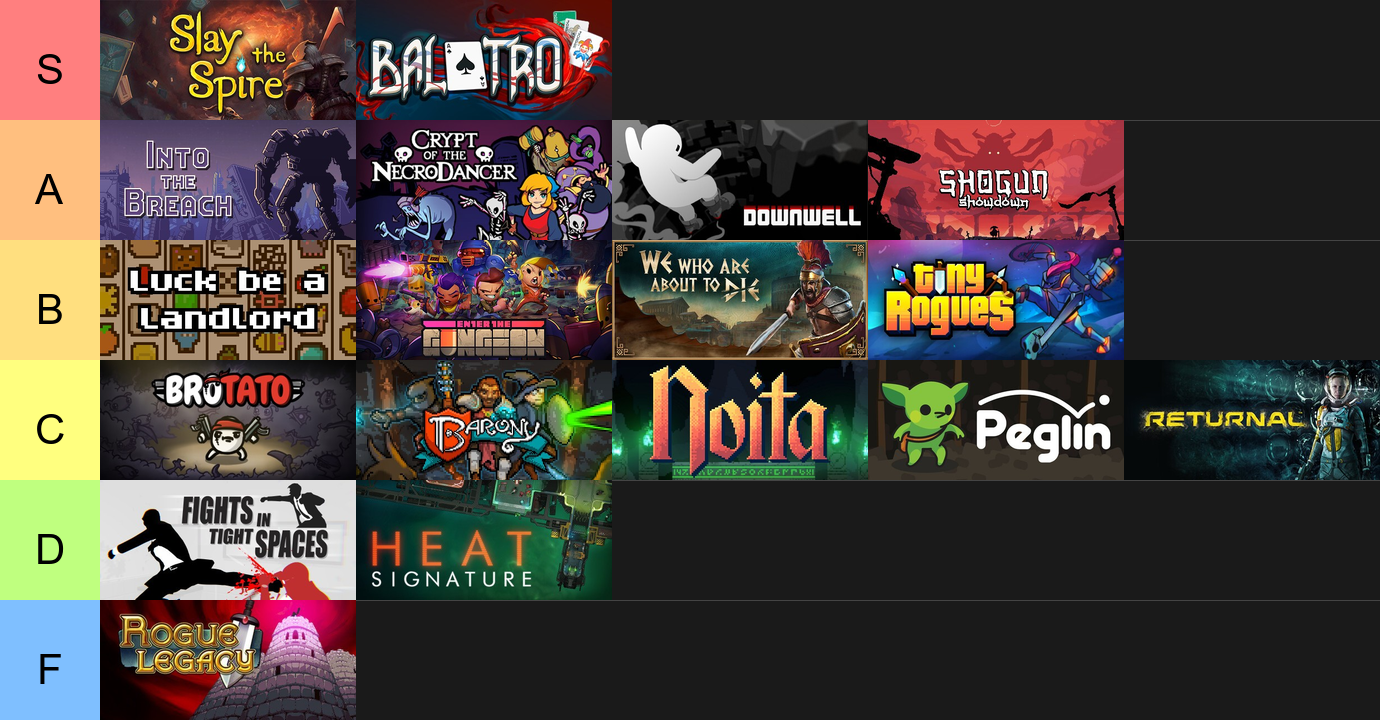 S
Slay
the
Spire
BALATRO
A
INTO
THE
BREACH
CRYPT
OF THE
NECRODANCER
DOWNWELL
SHOGUN
showdown
B
Luck be a
Landlord
ENTER THE
GUNGEON
WE WHO ARE
ABOUT TO DIE
tiny
Rogues
C
BROTATO
BARONY
Noita
Peglin
RETURNAL
D
FIGHTS IN
TIGHT SPACES
HEAT
SIGNATURE
F
ROGUE
LEGACY